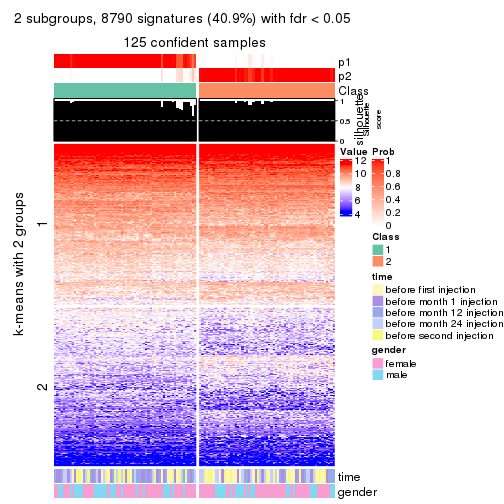 2 subgroups, 8790 signatures (40.9%) with fdr < 0.05
125 confident samples
p1
p2
Class
silhouette
Silhouette
score
1
0.5
0
k-means with 2 groups
1
2
Value
12
10
8
6
4
Prob
1
0.8
0.6
0.4
0.2
0
Class
1
2
time
before first injection
before month 1 injection
before month 12 injection
before month 24 injection
before second injection
gender
female
male
time
gender